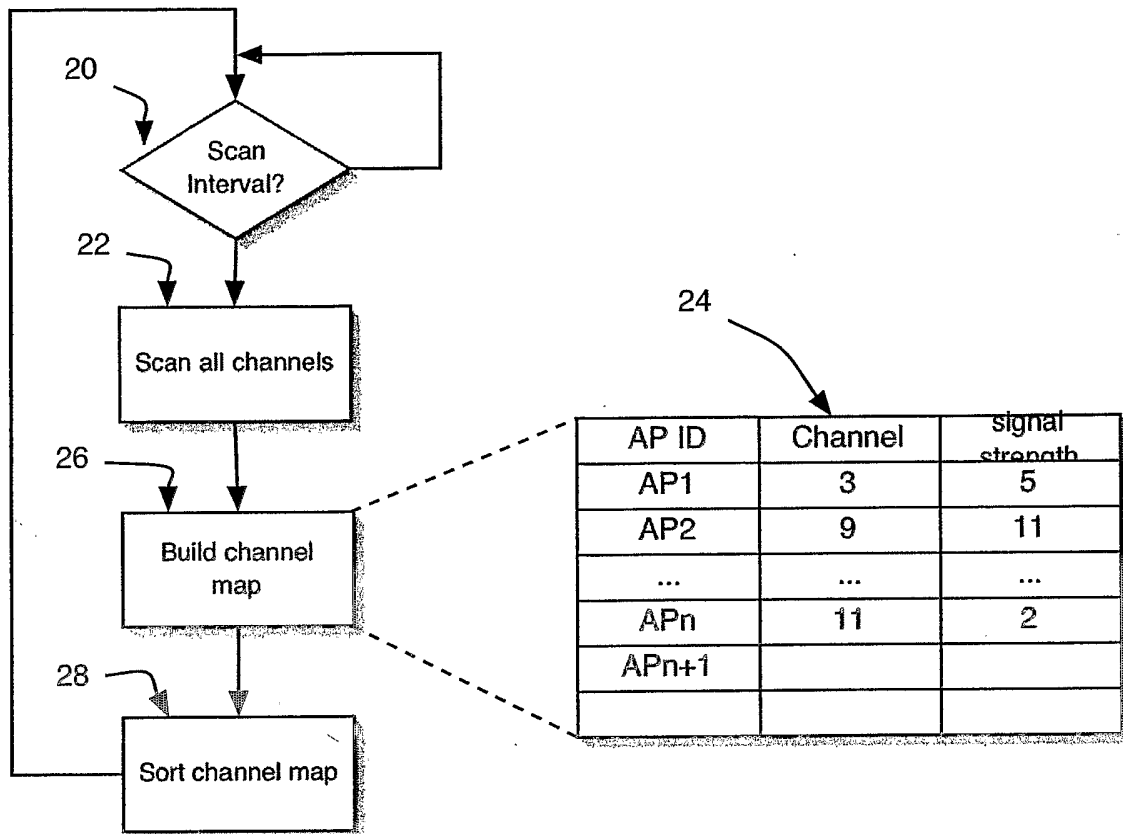 20
Scan
Interval?
22
Scan all channels
24
AP ID Channel signal
strength
AP1 3 5
AP2 9 11
... ... ...
APn 11 2
APn+1
26
Build channel
map
28
Sort channel map